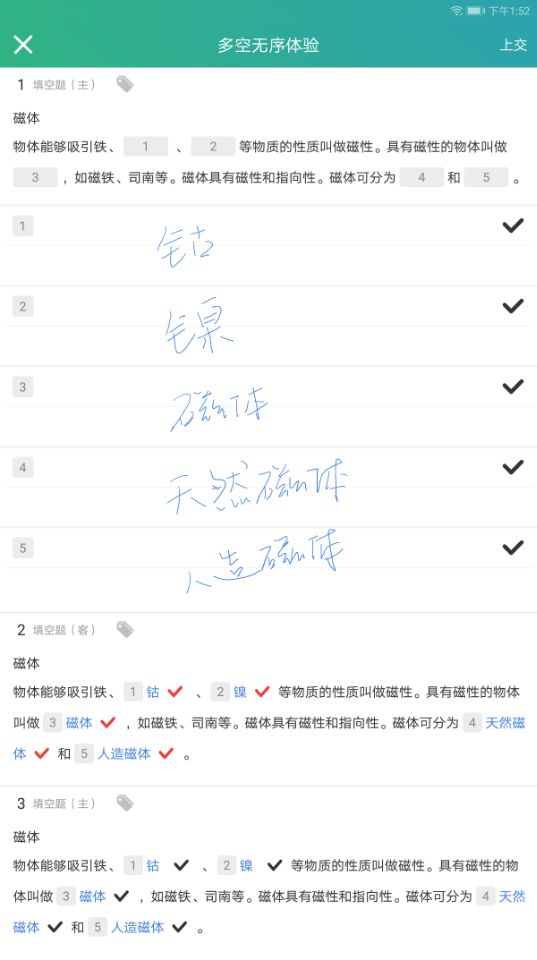 下午1:52
多空无序体验
上交
1 填空题（主）
磁体
物体能够吸引铁、 1 、 2 等物质的性质叫做磁性。具有磁性的物体叫做
3 ，如磁铁、司南等。磁体具有磁性和指向性。磁体可分为 4 和 5 。
1
钴
2
镍
3
磁体
4
天然磁体
5
人造磁体
2 填空题（客）
磁体
物体能够吸引铁、 1 钴 、 2 镍 等物质的性质叫做磁性。具有磁性的物体
叫做 3 磁体 ，如磁铁、司南等。磁体具有磁性和指向性。磁体可分为 4 天然磁
体 和 5 人造磁体 。
3 填空题（主）
磁体
物体能够吸引铁、 1 钴 、 2 镍 等物质的性质叫做磁性。具有磁性的物
体叫做 3 磁体 ，如磁铁、司南等。磁体具有磁性和指向性。磁体可分为 4 天然
磁体 和 5 人造磁体 。